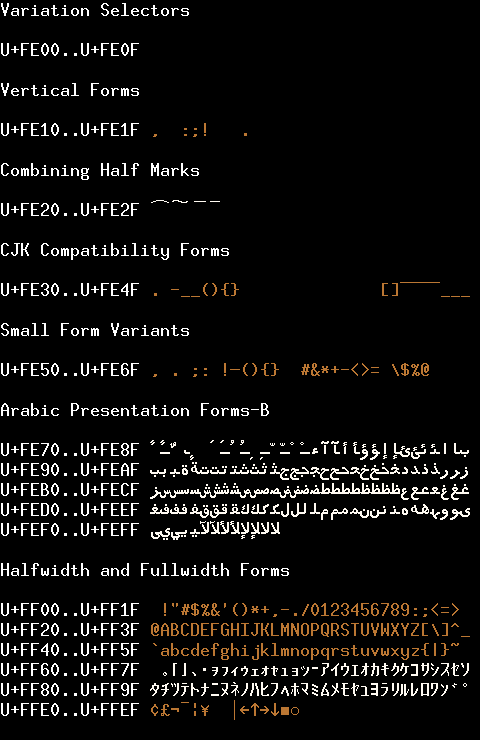 Variation Selectors
U+FE00..U+FE0F
Vertical Forms
U+FE10..U+FE1F ,  :;!   .
Combining Half Marks
U+FE20..U+FE2F
CJK Compatibility Forms
U+FE30..U+FE4F . -__(){}              []‾‾‾‾___
Small Form Variants
U+FE50..U+FE6F , . ;: !-(){}  #&*+-<>= \$%@
Arabic Presentation Forms-B
U+FE70..U+FE8F ﹰﹱﹲﹳﹴ ﹶﹷﹸﹹﹺﹻﹼﹽﹾﹿﺀﺁﺂﺃﺄﺅﺆﺇﺈﺉﺊﺋﺌﺍﺎﺏ
U+FE90..U+FEAF ﺐﺑﺒﺓﺔﺕﺖﺗﺘﺙﺚﺛﺜﺝﺞﺟﺠﺡﺢﺣﺤﺥﺦﺧﺨﺩﺪﺫﺬﺭﺮﺯ
U+FEB0..U+FECF ﺰﺱﺲﺳﺴﺵﺶﺷﺸﺹﺺﺻﺼﺽﺾﺿﻀﻁﻂﻃﻄﻅﻆﻇﻈﻉﻊﻋﻌﻍﻎﻏ
U+FED0..U+FEEF ﻐﻑﻒﻓﻔﻕﻖﻗﻘﻙﻚﻛﻜﻝﻞﻟﻠﻡﻢﻣﻤﻥﻦﻧﻨﻩﻪﻫﻬﻭﻮﻯ
U+FEF0..U+FEFF ﻰﻱﻲﻳﻴﻵﻶﻷﻸﻹﻺﻻﻼ
Halfwidth and Fullwidth Forms
U+FF00..U+FF1F  !"#$%&'()*+,-./0123456789:;<=>
U+FF20..U+FF3F @ABCDEFGHIJKLMNOPQRSTUVWXYZ[\]^_
U+FF40..U+FF5F `abcdefghijklmnopqrstuvwxyz{|}~
U+FF60..U+FF7F  ｡｢｣､･ｦｧｨｩｪｫｬｭｮｯｰｱｲｳｴｵｶｷｸｹｺｻｼｽｾｿ
U+FF80..U+FF9F ﾀﾁﾂﾃﾄﾅﾆﾇﾈﾉﾊﾋﾌﾍﾎﾏﾐﾑﾒﾓﾔﾕﾖﾗﾘﾙﾚﾛﾜﾝﾞﾟ
U+FFE0..U+FFEF ¢£¬¯¦¥  │←↑→↓■○